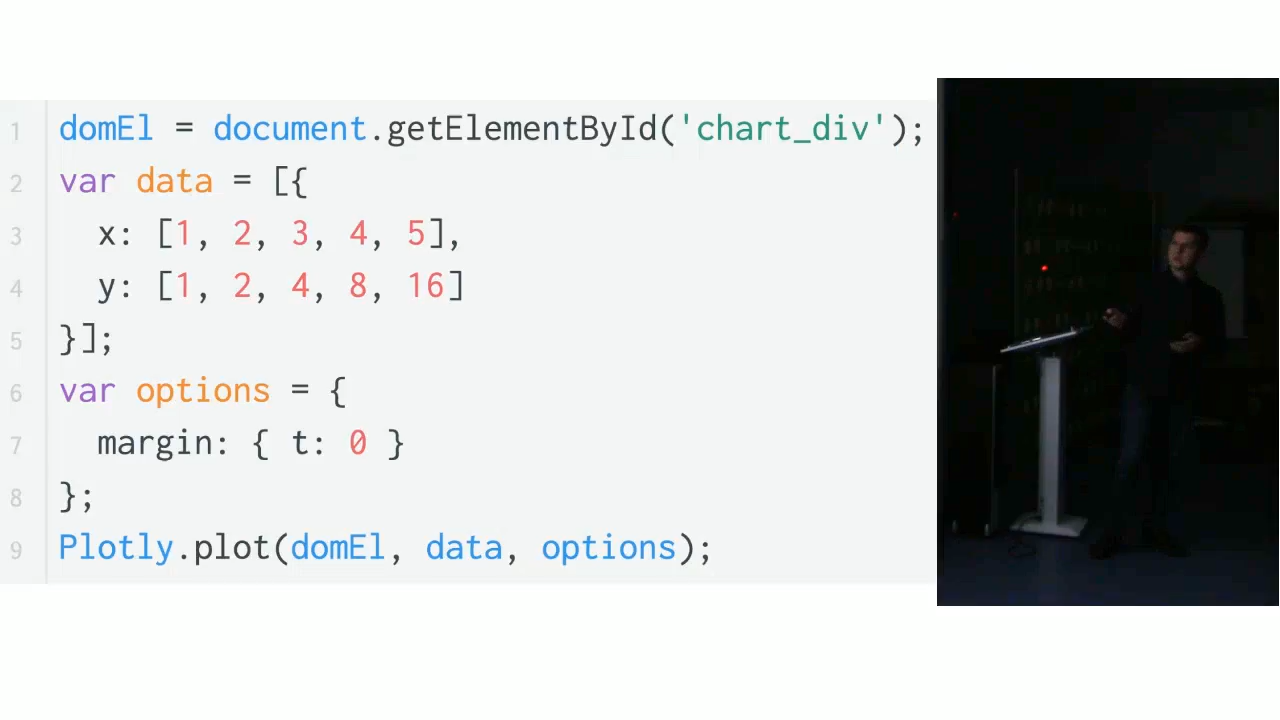 1 domEl = document.getElementById('chart_div');
2 var data = [{
3   x: [1, 2, 3, 4, 5],
4   y: [1, 2, 4, 8, 16]
5 }];
6 var options = {
7   margin: { t: 0 }
8 };
9 Plotly.plot(domEl, data, options);